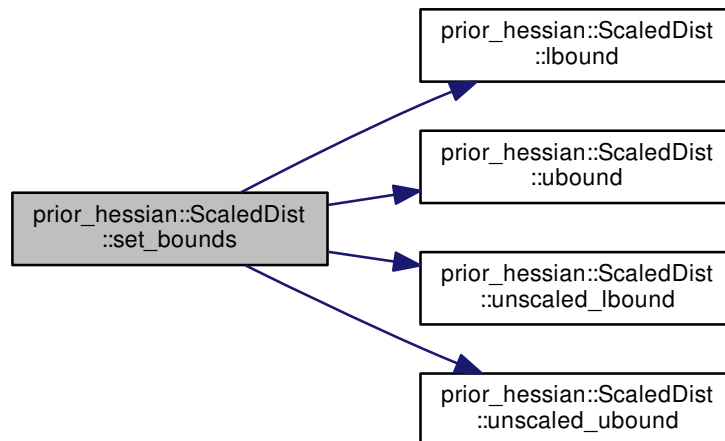 prior_hessian::ScaledDist
::lbound
prior_hessian::ScaledDist
::ubound
prior_hessian::ScaledDist
::set_bounds
prior_hessian::ScaledDist
::unscaled_lbound
prior_hessian::ScaledDist
::unscaled_ubound